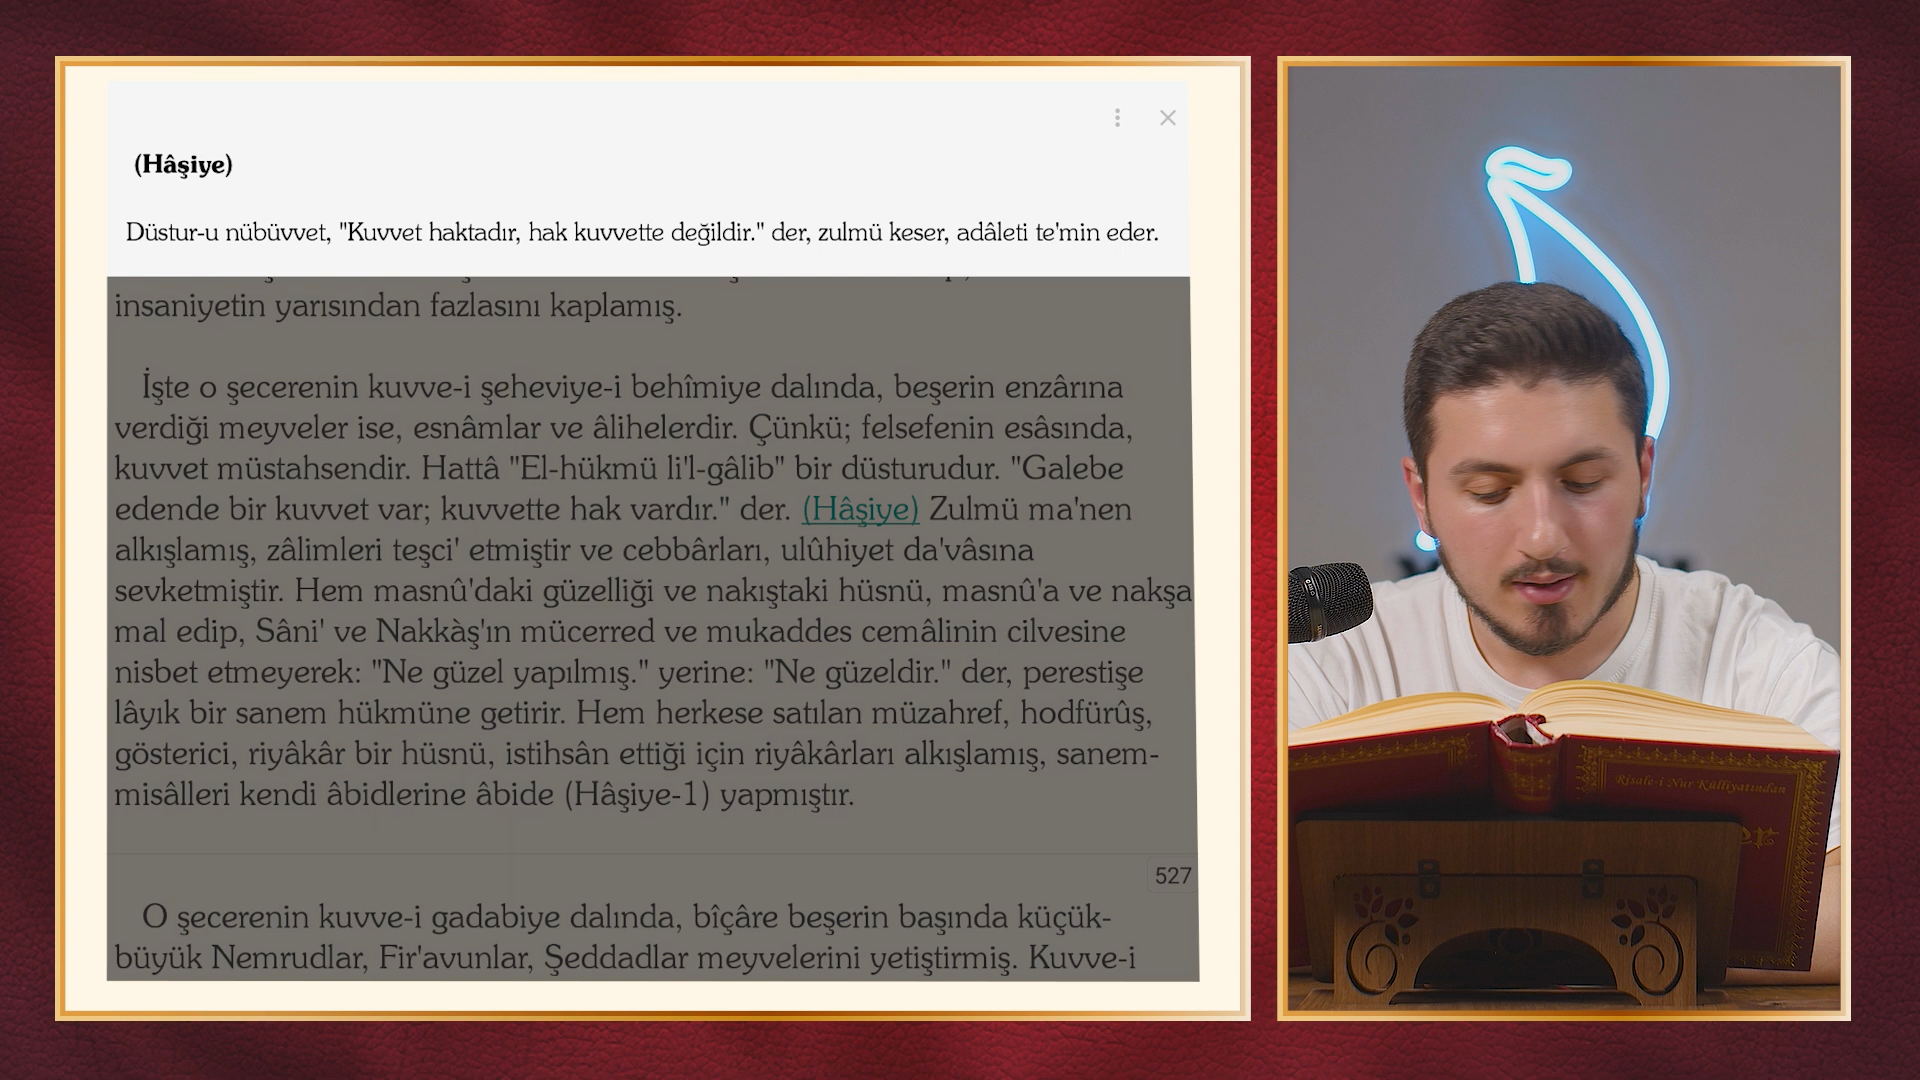 (Hâşiye)
Düstur-u nübüvvet, "Kuvvet haktadır, hak kuvvette değildir." der, zulmü keser, adâleti te'min eder.
insaniyetin yarısından fazlasını kaplamış.
İşte o şecerenin kuvve-i şeheviye-i behîmiye dalında, beşerin enzârına
verdiği meyveler ise, esnâmlar ve âlihelerdir. Çünkü; felsefenin esâsında,
kuvvet müstahsendir. Hattâ "El-hükmü li'l-gâlib" bir düsturudur. "Galebe
edende bir kuvvet var; kuvvette hak vardır." der. (Hâşiye) Zulmü ma'nen
alkışlamış, zâlimleri teşci' etmiştir ve cebbârları, ulûhiyet da'vâsına
sevketmiştir. Hem masnû'daki güzelliği ve nakıştaki hüsnü, masnû'a ve nakşa
mal edip, Sâni' ve Nakkàş'ın mücerred ve mukaddes cemâlinin cilvesine
nisbet etmeyerek: "Ne güzel yapılmış." yerine: "Ne güzeldir." der, perestişe
lâyık bir sanem hükmüne getirir. Hem herkese satılan müzahref, hodfürûş,
gösterici, riyâkâr bir hüsnü, istihsân ettiği için riyâkârları alkışlamış, sanem-
misâlleri kendi âbidlerine âbide (Hâşiye-1) yapmıştır.
527
O şecerenin kuvve-i gadabiye dalında, bîçâre beşerin başında küçük-
büyük Nemrudlar, Fir'avunlar, Şeddadlar meyvelerini yetiştirmiş. Kuvve-i
Risale-i Nur Külliyatından